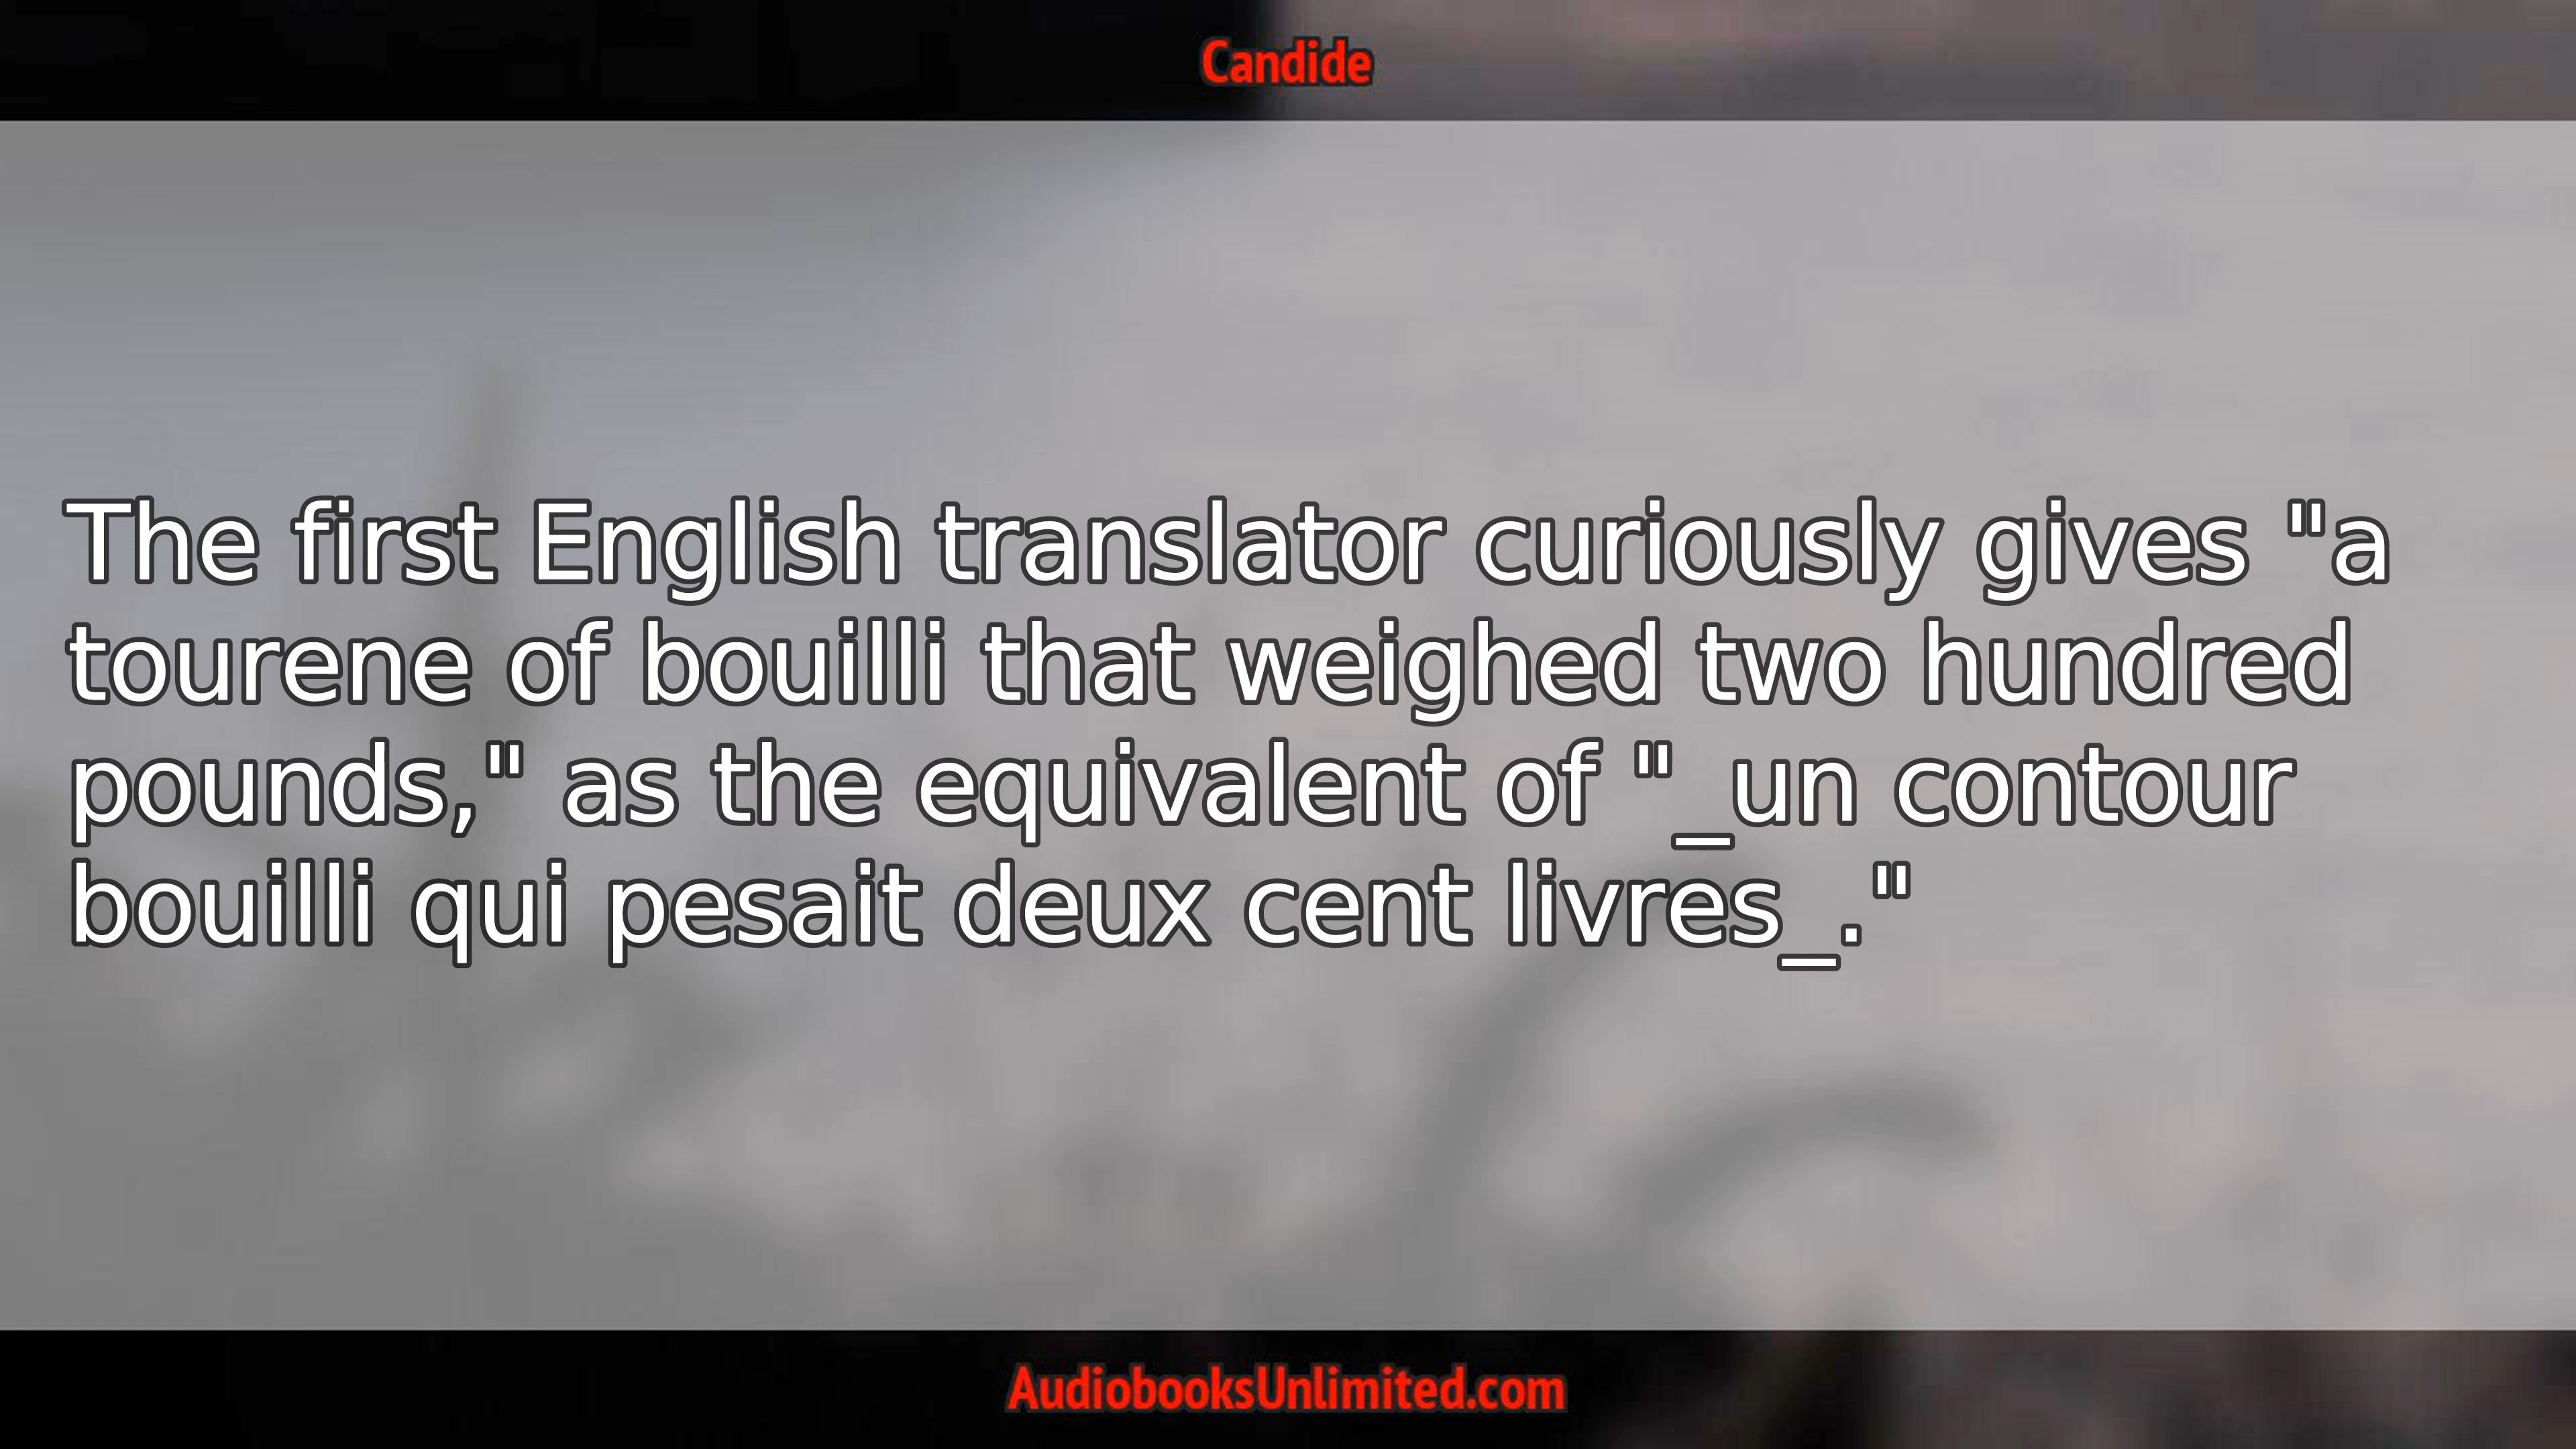 Candide
The first English translator curiously gives "a
tourene of bouilli that weighed two hundred
pounds," as the equivalent of "_un contour
bouilli qui pesait deux cent livres_."
AudiobooksUnlimited.com